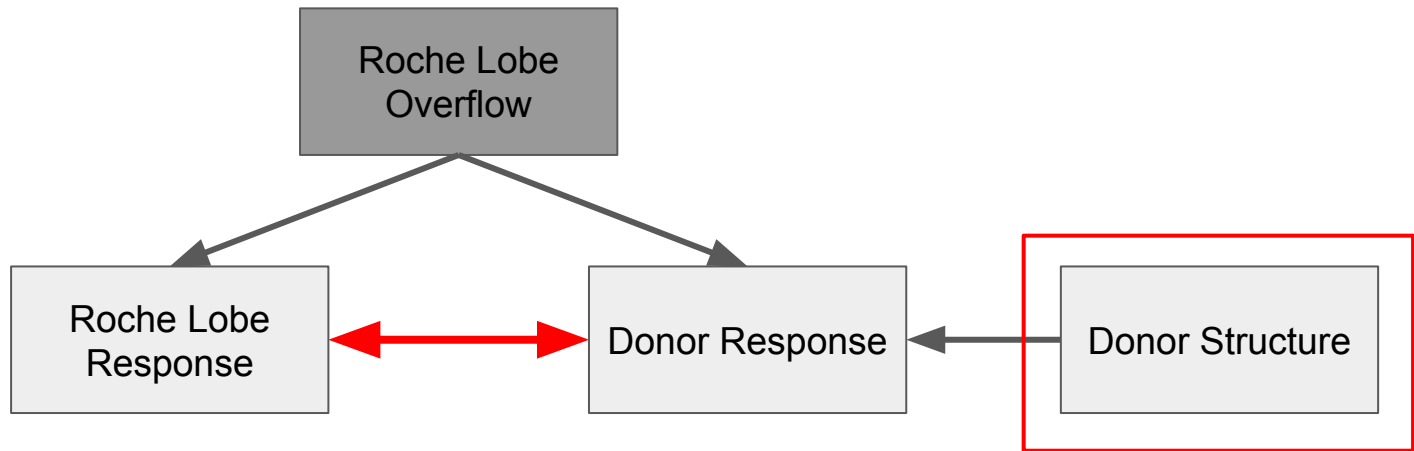 Roche Lobe
Overflow
Roche Lobe
Response
Donor Response
Donor Structure